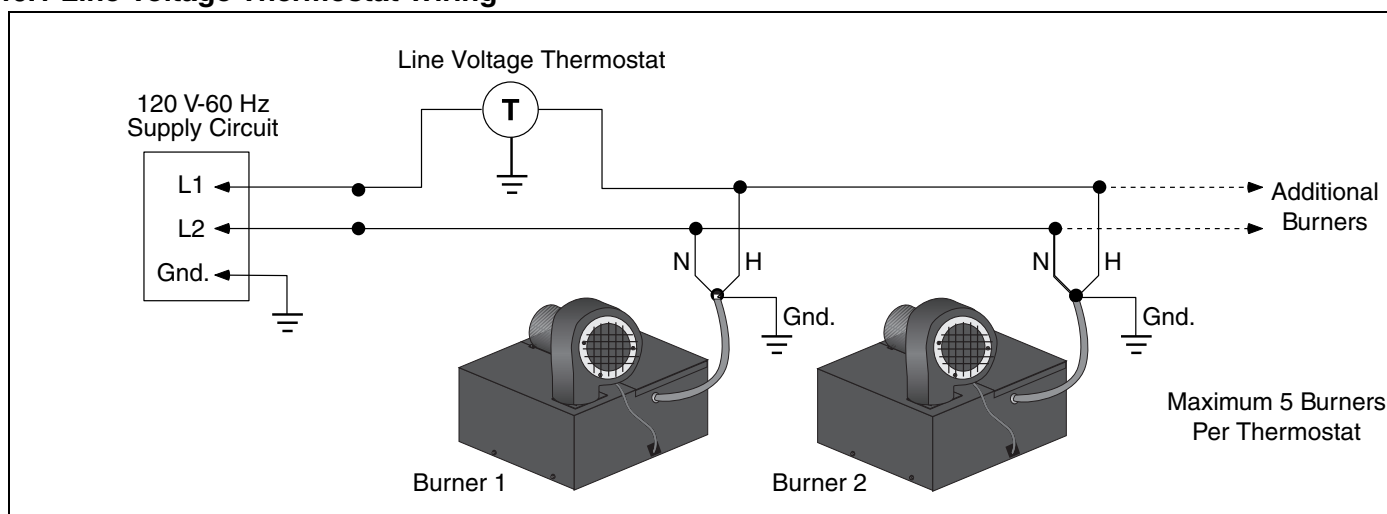 Line Voltage Thermostat Wiring
Line Voltage Thermostat
120 V-60 Hz
Supply Circuit
T
L1
L2
Gnd.
Additional
Burners
N H
Gnd.
N H
Gnd.
Maximum 5 Burners
Per Thermostat
Burner 1
Burner 2